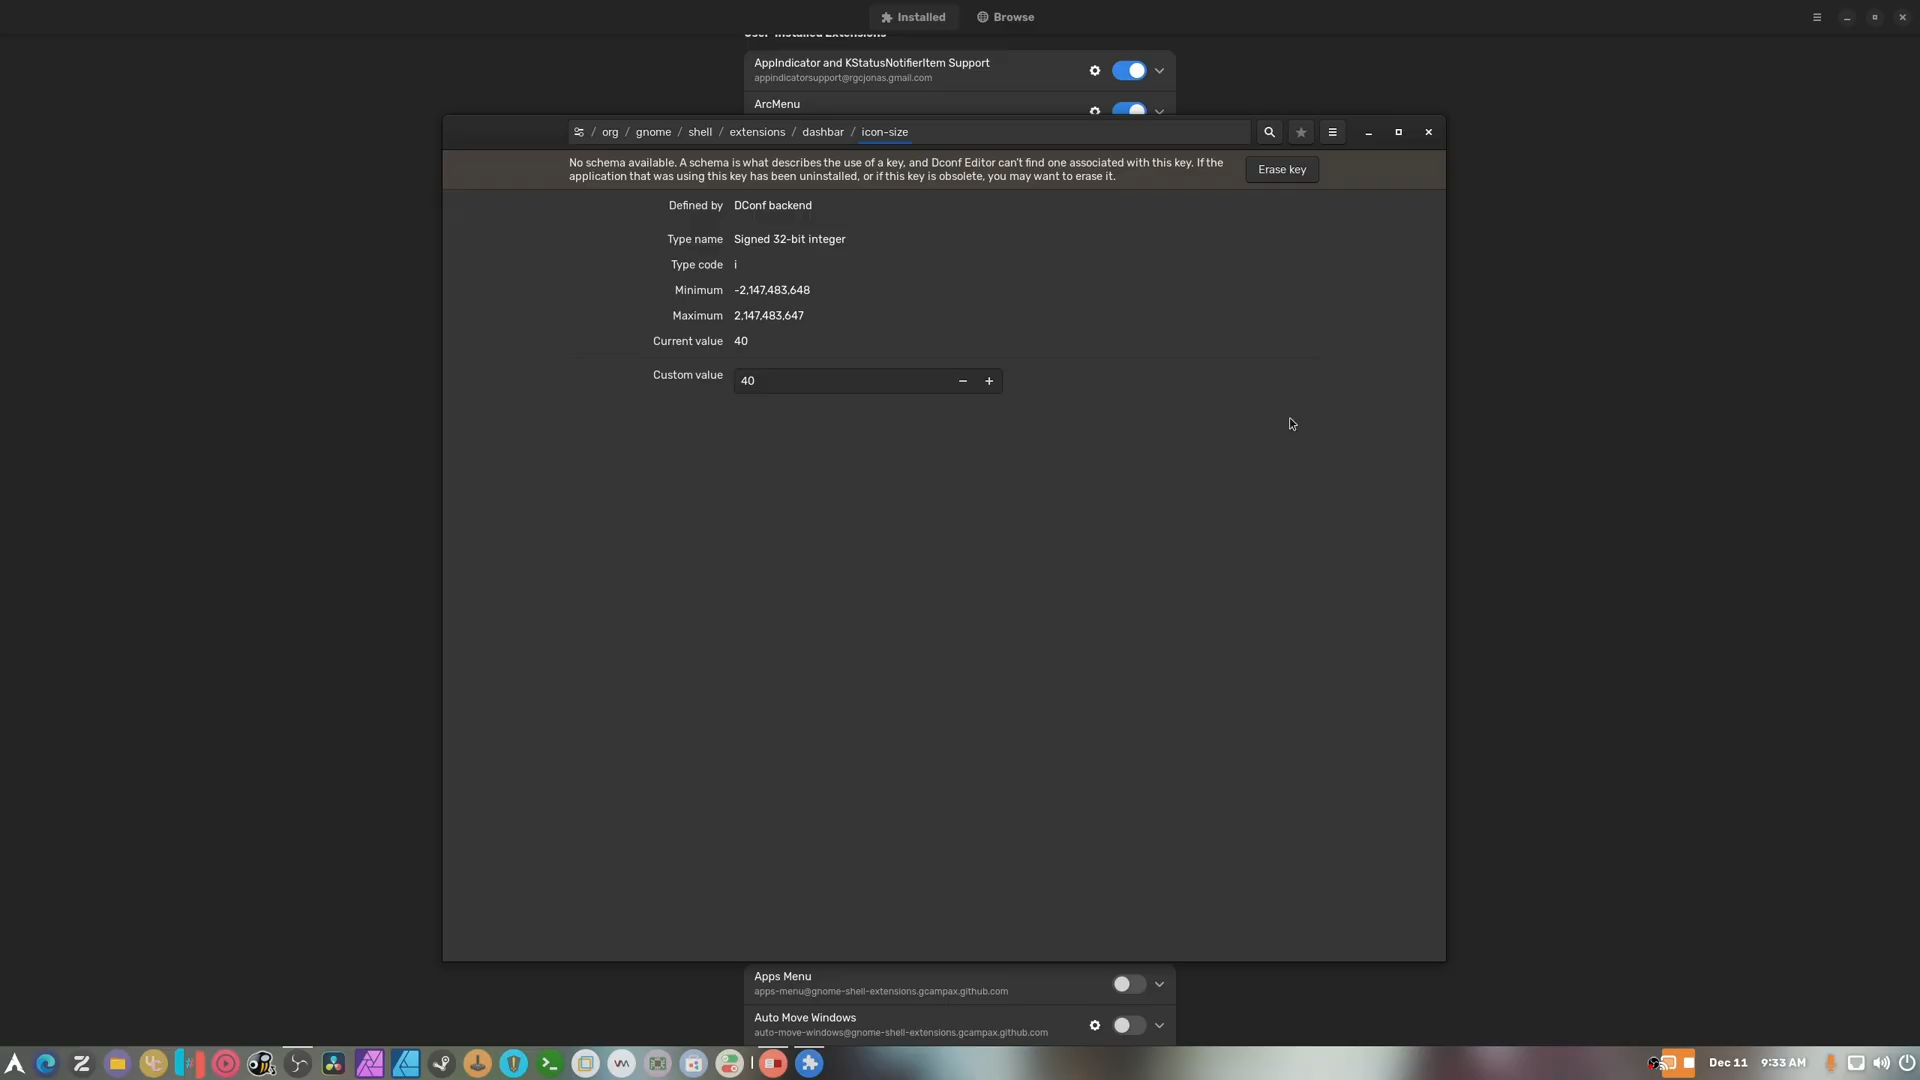 Installed
Browse
User-Installed Extensions
AppIndicator and KStatusNotifierItem Support
appindicatorsupport@rgcjonas.gmail.com
ArcMenu
/ org / gnome / shell / extensions / dashbar / icon-size
No schema available. A schema is what describes the use of a key, and Dconf Editor can't find one associated with this key. If the
application that was using this key has been uninstalled, or if this key is obsolete, you may want to erase it.
Erase key
Defined by DConf backend
Type name Signed 32-bit integer
Type code i
Minimum -2,147,483,648
Maximum 2,147,483,647
Current value 40
Custom value 40
Apps Menu
apps-menu@gnome-shell-extensions.gcampax.github.com
Auto Move Windows
auto-move-windows@gnome-shell-extensions.gcampax.github.com
Dec 11 9:33 AM